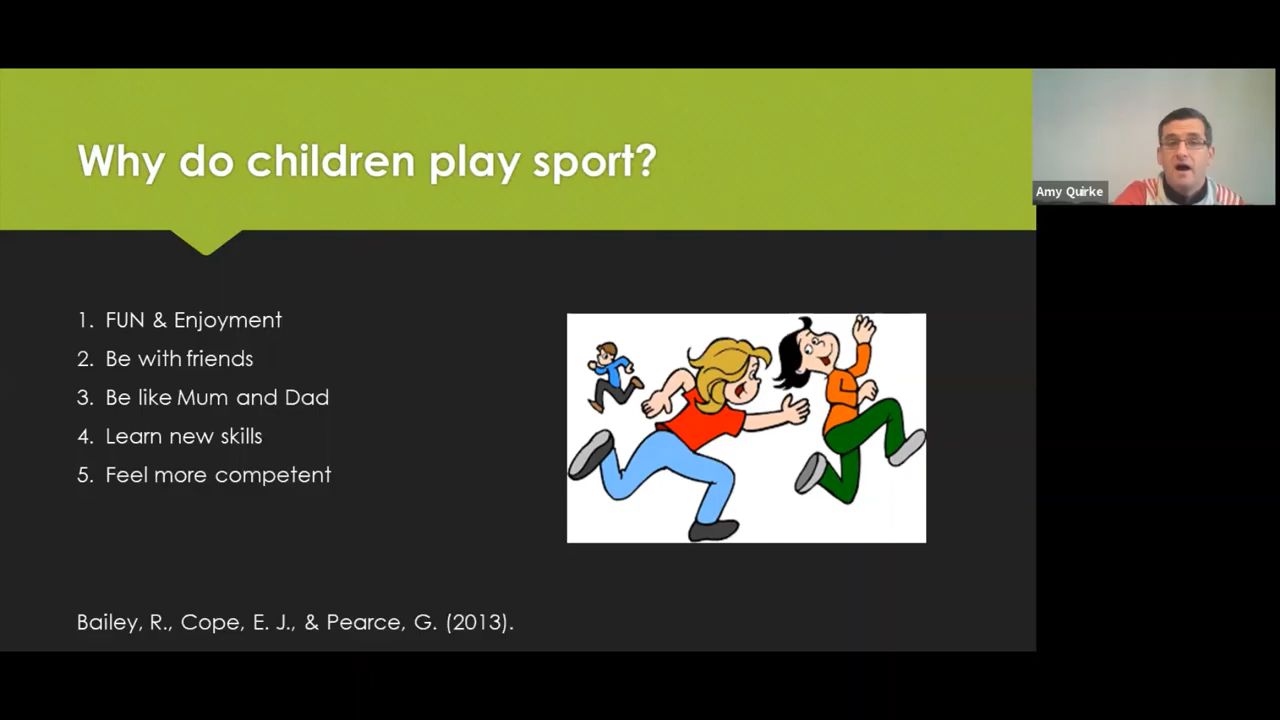 Why do children play sport?
Amy Quirke
1. FUN & Enjoyment
2. Be with friends
3. Be like Mum and Dad
4. Learn new skills
5. Feel more competent
Bailey, R., Cope, E. J., & Pearce, G. (2013).